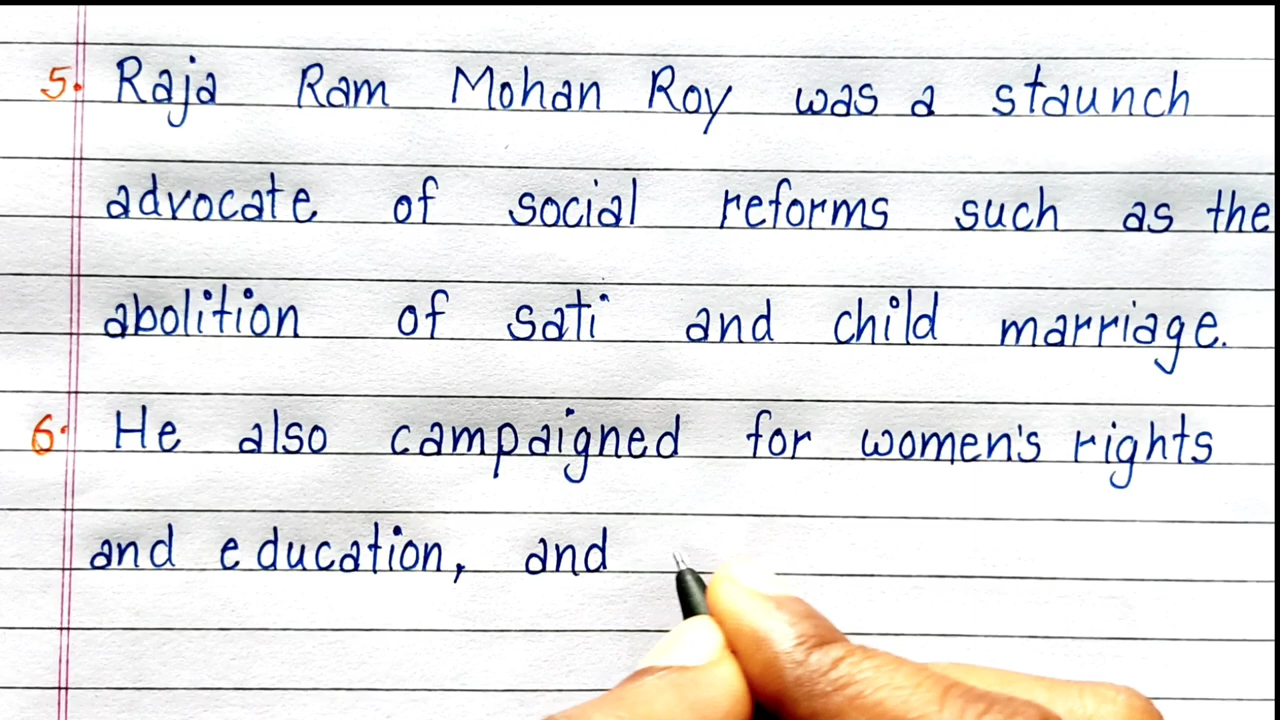 5. Raja Ram Mohan Roy was a staunch
advocate of social reforms such as the
abolition of sati and child marriage.
6. He also campaigned for women's rights
and education, and